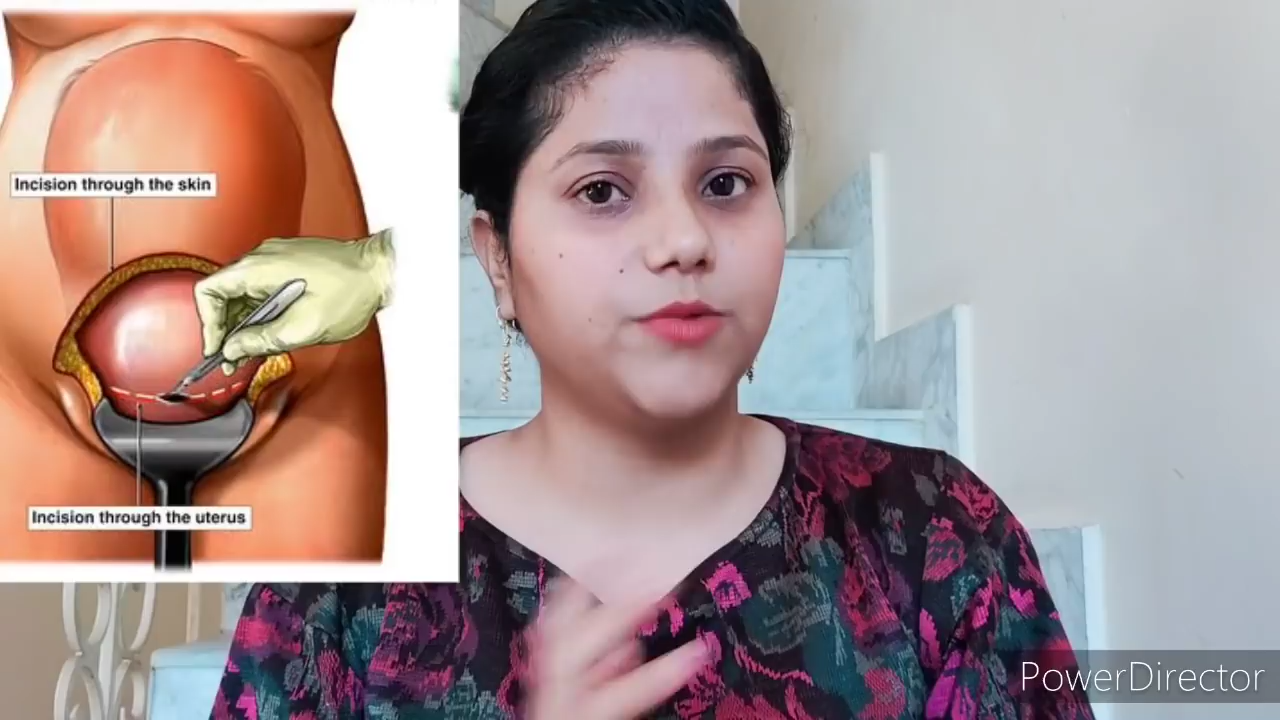 Incision through the skin
Incision through the uterus
PowerDirector